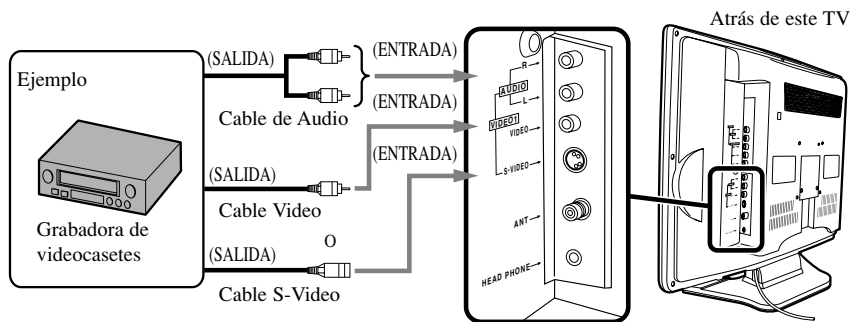 Atrás de este TV
Ejemplo
Grabadora de
videocasetes
(SALIDA)
(ENTRADA)
Cable de Audio
(ENTRADA)
(SALIDA)
Cable Video
(ENTRADA)
O
(SALIDA)
Cable S-Video
R
AUDIO
L
VIDEO1
VIDEO
S-VIDEO
ANT
HEAD PHONE